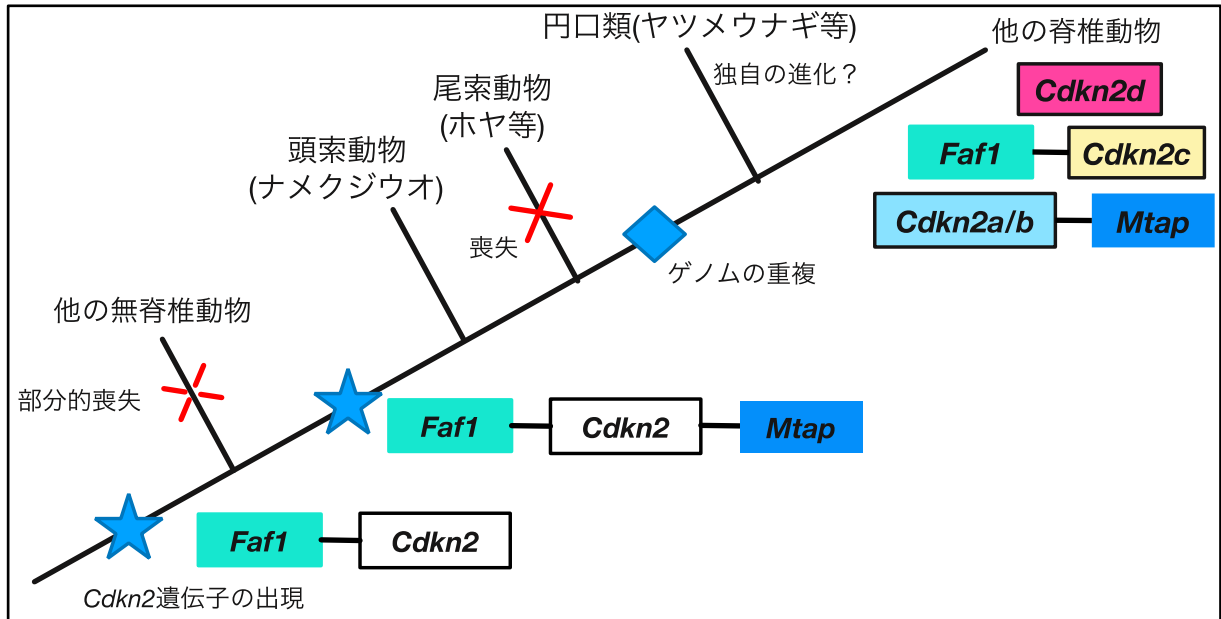 円口類(ヤツメウナギ等)
他の脊椎動物
独自の進化？
Cdkn2d
尾索動物
(ホヤ等)
Faf1
Cdkn2c
頭索動物
(ナメクジウオ)
Cdkn2a/b
Mtap
喪失
ゲノムの重複
他の無脊椎動物
部分的喪失
Faf1
Cdkn2
Mtap
Faf1
Cdkn2
Cdkn2遺伝子の出現